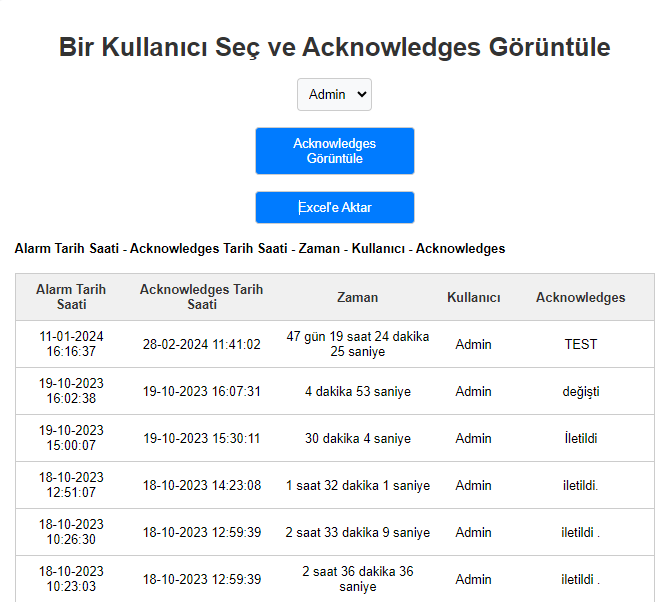 Bir Kullanıcı Seç ve Acknowledges Görüntüle
Admin
Acknowledges
Görüntüle
Excel'e Aktar
Alarm Tarih Saati - Acknowledges Tarih Saati - Zaman - Kullanıcı - Acknowledges
Alarm Tarih
Saati
Acknowledges Tarih
Saati
Zaman
Kullanıcı
Acknowledges
11-01-2024
16:16:37
28-02-2024 11:41:02
47 gün 19 saat 24 dakika
25 saniye
Admin
TEST
19-10-2023
16:02:38
19-10-2023 16:07:31
4 dakika 53 saniye
Admin
değişti
19-10-2023
15:00:07
19-10-2023 15:30:11
30 dakika 4 saniye
Admin
İletildi
18-10-2023
12:51:07
18-10-2023 14:23:08
1 saat 32 dakika 1 saniye
Admin
iletildi.
18-10-2023
10:26:30
18-10-2023 12:59:39
2 saat 33 dakika 9 saniye
Admin
iletildi .
18-10-2023
10:23:03
18-10-2023 12:59:39
2 saat 36 dakika 36
saniye
Admin
iletildi .